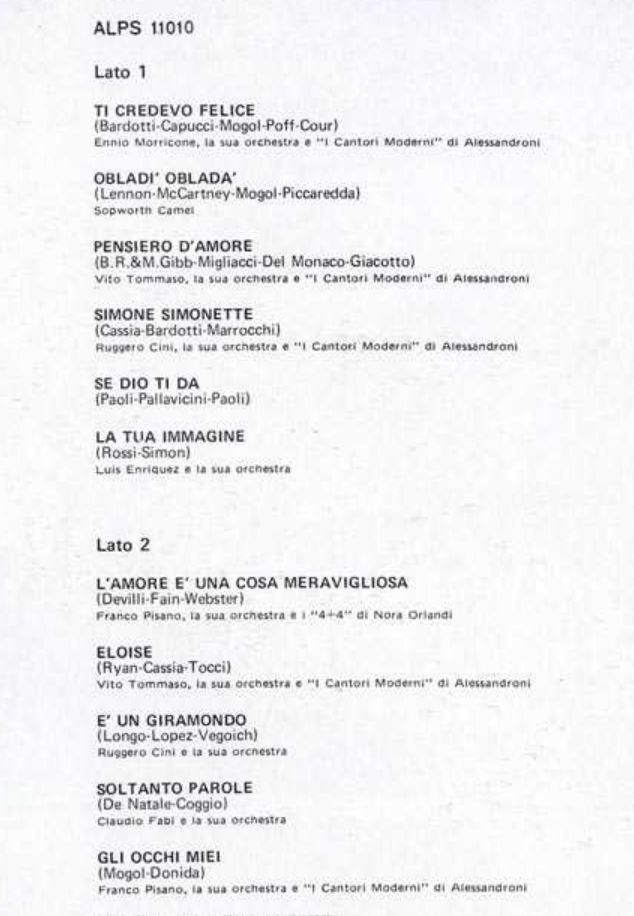 ALPS 11010
Lato 1
TI CREDEVO FELICE
(Bardotti-Capucci-Mogol-Poff-Cour)
Ennio Morricone, la sua orchestra e "I Cantori Moderni" di Alessandroni
OBLADI' OBLADA'
(Lennon-McCartney-Mogol-Piccaredda)
Sopworth Camel
PENSIERO D'AMORE
(B.R.&M.Gibb-Migliacci-Del Monaco-Giacotto)
Vito Tommaso, la sua orchestra e "I Cantori Moderni" di Alessandroni
SIMONE SIMONETTE
(Cassia-Bardotti-Marrocchi)
Ruggero Cini, la sua orchestra e "I Cantori Moderni" di Alessandroni
SE DIO TI DA
(Paoli-Pallavicini-Paoli)
LA TUA IMMAGINE
(Rossi-Simon)
Luis Enriquez e la sua orchestra
Lato 2
L'AMORE E' UNA COSA MERAVIGLIOSA
(Devilli-Fain-Webster)
Franco Pisano, la sua orchestra e i "4+4" di Nora Orlandi
ELOISE
(Ryan-Cassia-Tocci)
Vito Tommaso, la sua orchestra e "I Cantori Moderni" di Alessandroni
E' UN GIRAMONDO
(Longo-Lopez-Vegoich)
Ruggero Cini e la sua orchestra
SOLTANTO PAROLE
(De Natale-Coggio)
Claudio Fabi e la sua orchestra
GLI OCCHI MIEI
(Mogol-Donida)
Franco Pisano, la sua orchestra e "I Cantori Moderni" di Alessandroni